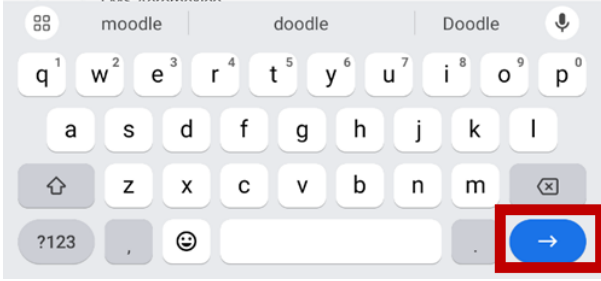 moodle doodle Doodle
q1 w2 e3 r4 t5 y6 u7 i8 o9 p0
a s d f g h j k l
z x c v b n m
?123 , .